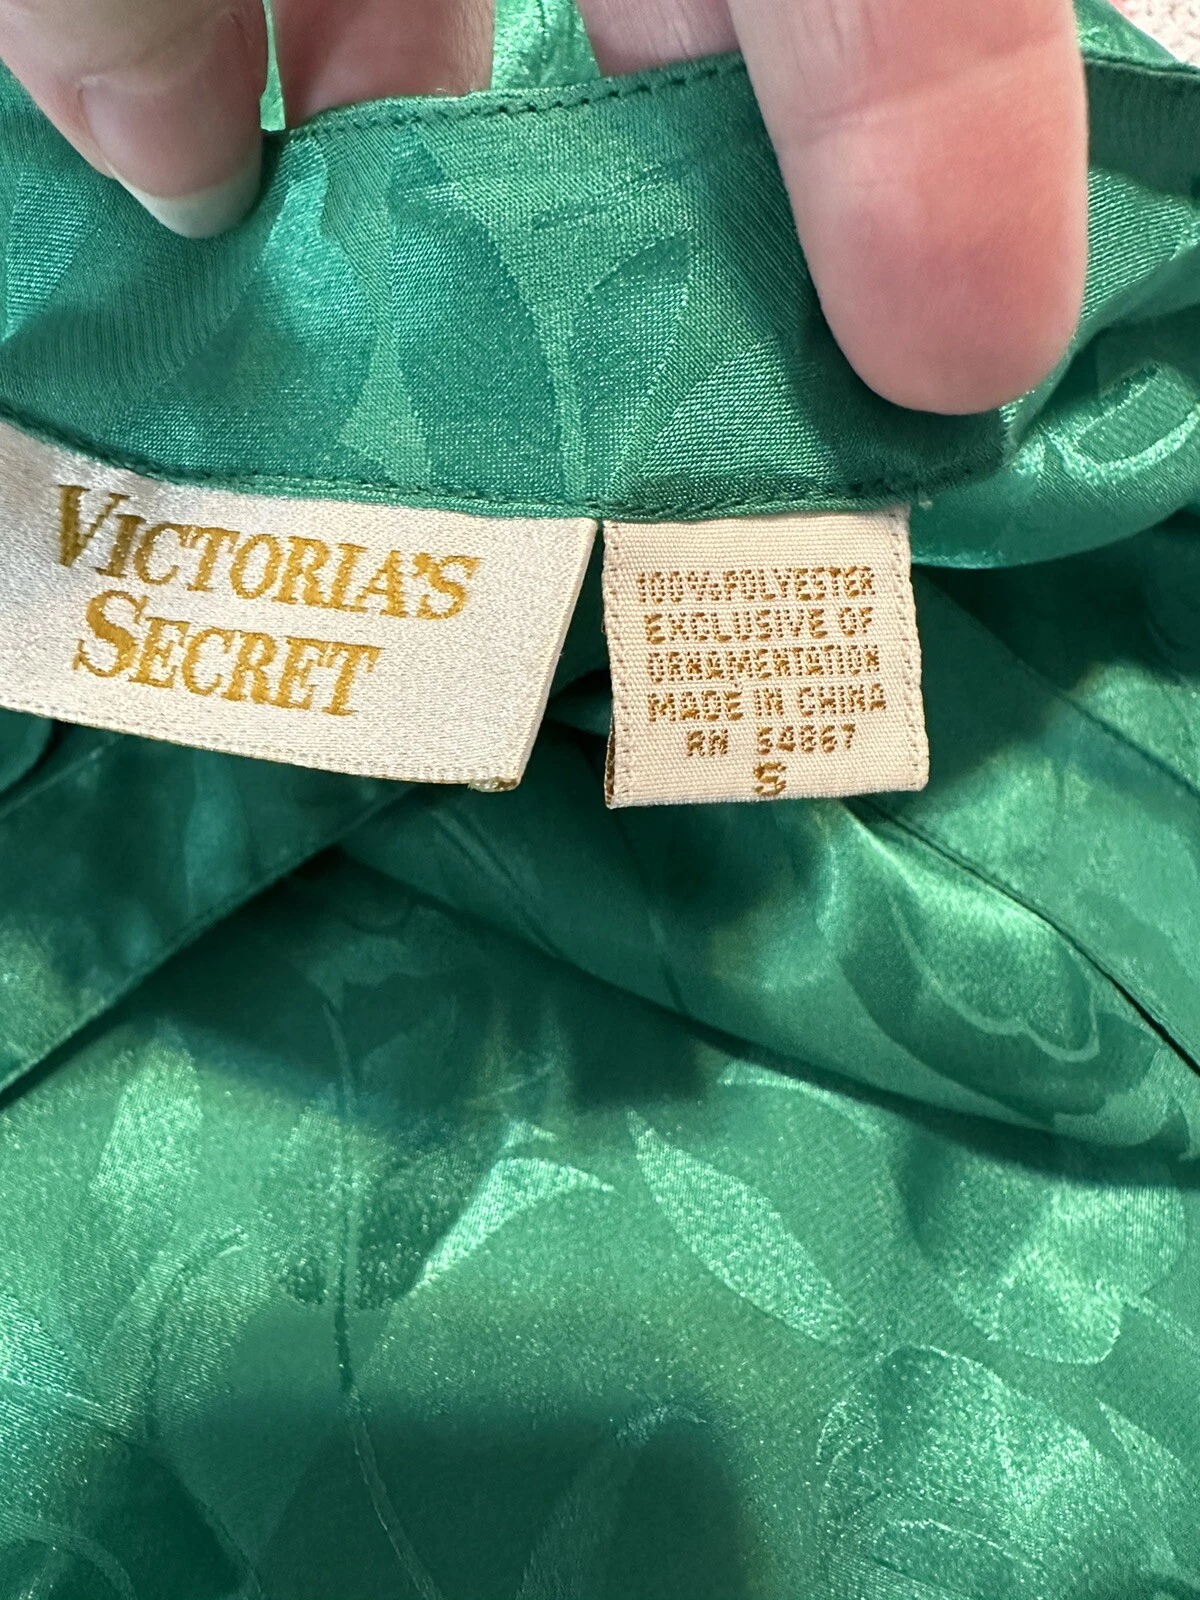 VICTORIA'S
SECRET
100% POLYESTER
EXCLUSIVE OF
ORNAMENTATION
MADE IN CHINA
RN 54867
S